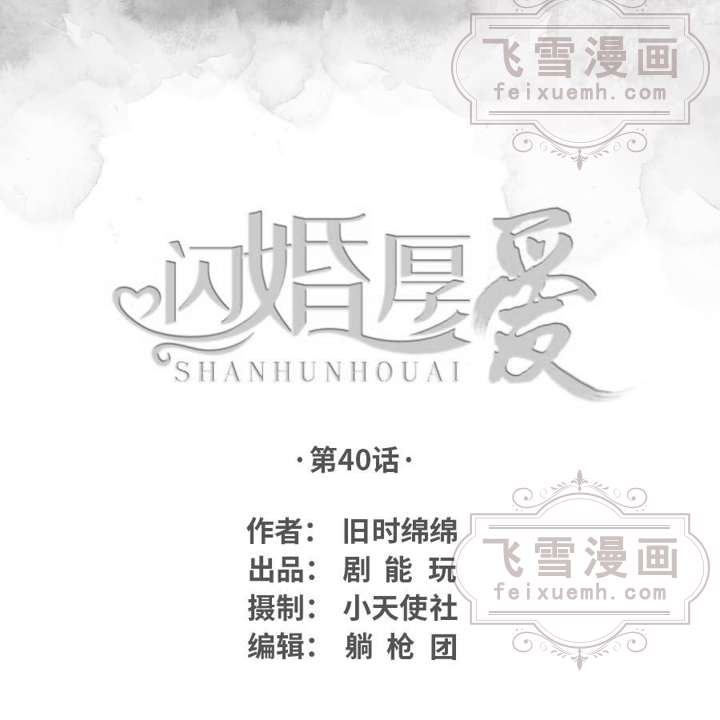 飞雪漫画
feixuemh.com
闪婚厚爱
SHANHUNHOUAI
·第40话·
作者： 旧时绵绵
出品： 剧能玩
摄制： 小天使社
编辑： 躺枪团
飞雪漫画
feixuemh.com